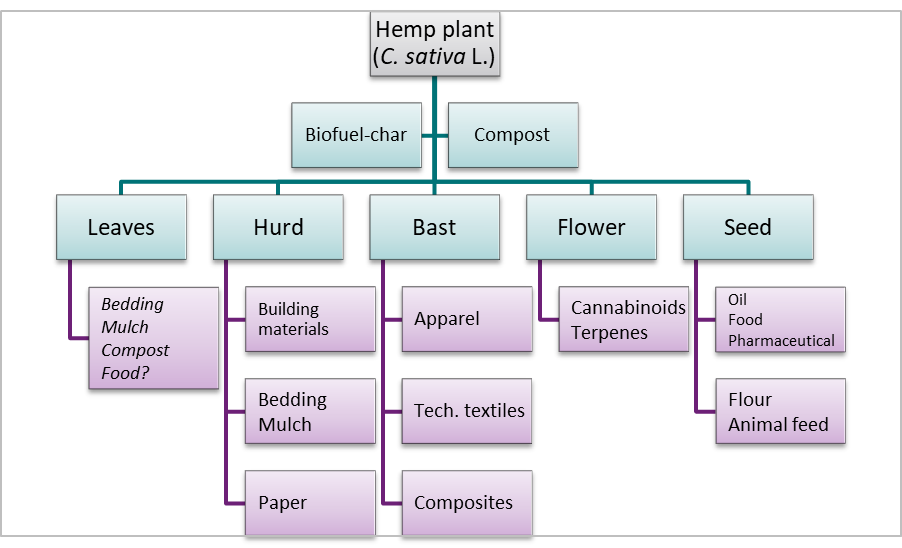 Hemp plant
(C. sativa L.)
Biofuel-char
Compost
Leaves
Hurd
Bast
Flower
Seed
Bedding
Mulch
Compost
Food?
Building
materials
Bedding
Mulch
Paper
Apparel
Tech. textiles
Composites
Cannabinoids
Terpenes
Oil
Food
Pharmaceutical
Flour
Animal feed